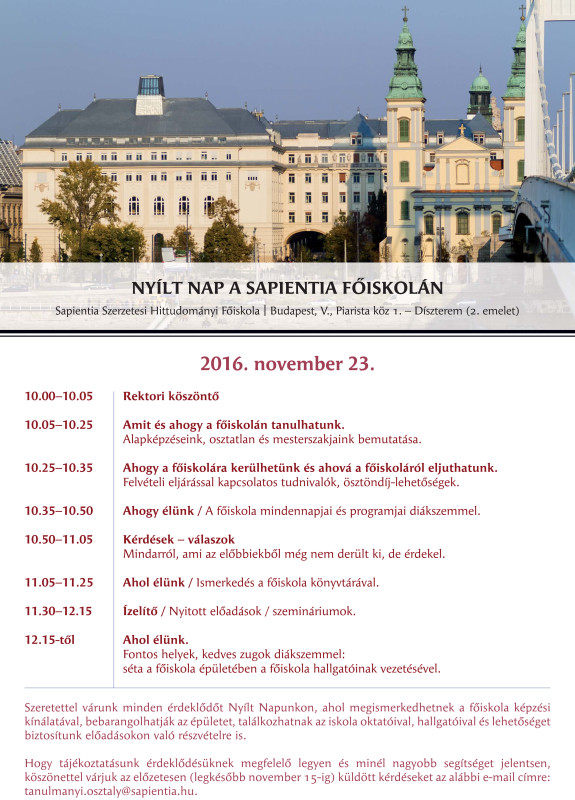 NYÍLT NAP A SAPIENTIA FŐISKOLÁN
Sapientia Szerzetesi Hittudományi Főiskola | Budapest, V., Piarista köz 1. – Díszterem (2. emelet)
2016. november 23.
10.00–10.05 Rektori köszöntő
10.05–10.25 Amit és ahogy a főiskolán tanulhatunk.
Alapképzéseink, osztatlan és mesterszakjaink bemutatása.
10.25–10.35 Ahogy a főiskolára kerülhetünk és ahová a főiskoláról eljuthatunk.
Felvételi eljárással kapcsolatos tudnivalók, ösztöndíj-lehetőségek.
10.35–10.50 Ahogy élünk / A főiskola mindennapjai és programjai diákszemmel.
10.50–11.05 Kérdések – válaszok
Mindarról, ami az előbbiekből még nem derült ki, de érdekel.
11.05–11.25 Ahol élünk / Ismerkedés a főiskola könyvtárával.
11.30–12.15 Ízelítő / Nyitott előadások / szemináriumok.
12.15-től Ahol élünk.
Fontos helyek, kedves zugok diákszemmel:
séta a főiskola épületében a főiskola hallgatóinak vezetésével.
Szeretettel várunk minden érdeklődőt Nyílt Napunkon, ahol megismerkedhetnek a főiskola képzési
kínálatával, bebarangolhatják az épületet, találkozhatnak az iskola oktatóival, hallgatóival és lehetőséget
biztosítunk előadásokon való részvételre is.
Hogy tájékoztatásunk érdeklődésüknek megfelelő legyen és minél nagyobb segítséget jelentsen,
köszönettel várjuk az előzetesen (legkésőbb november 15-ig) küldött kérdéseket az alábbi e-mail címre:
tanulmanyi.osztaly@sapientia.hu.